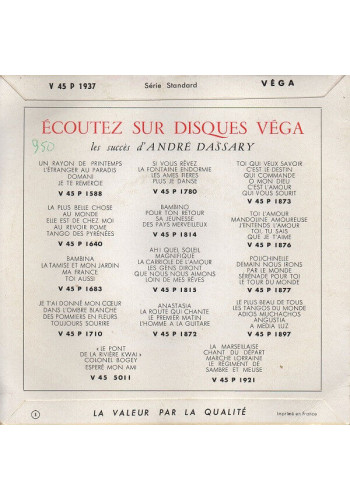 V 45 P 1937 Série Standard VÉGA
ÉCOUTEZ SUR DISQUES VÉGA
les succès d'ANDRÉ DASSARY
950
UN RAYON DE PRINTEMPS
L'ÉTRANGER AU PARADIS
DOMANI
JE TE REMERCIE
V 45 P 1588
LA PLUS BELLE CHOSE
AU MONDE
ELLE EST DE CHEZ MOI
AU REVOIR ROME
TANGO DES PYRÉNÉES
V 45 P 1640
BAMBINA
LA TAMISE ET MON JARDIN
MA FRANCE
TOI AUSSI
V 45 P 1683
JE T'AI DONNÉ MON CŒUR
DANS L'OMBRE BLANCHE
DES POMMIERS EN FLEURS
TOUJOURS SOURIRE
V 45 P 1710
SI VOUS RÊVEZ
LA FONTAINE ENDORMIE
LES AMES FIERES
PLUS JE DANSE
V 45 P 1780
BAMBINO
POUR TON RETOUR
SA JEUNESSE
DES PAYS MERVEILLEUX
V 45 P 1814
AH! QUEL SOLEIL
MAGNIFIQUE
LA CARRIOLE DE L'AMOUR
LES GENS DIRONT
QUE NOUS NOUS AIMONS
LOIN DE MES RÊVES
V 45 P 1815
ANASTASIA
LA ROUTE QUI CHANTE
LE PREMIER MATIN
L'HOMME A LA GUITARE
V 45 P 1872
TOI QUI VEUX SAVOIR
C'EST LE DESTIN
QUI COMMANDE
O MON DIEU
C'EST L'AMOUR
QUI VOUS SOURIT
V 45 P 1873
TOI L'AMOUR
MANDOLINE AMOUREUSE
J'ENTENDS L'AMOUR
TOI, TU SAIS
QUE JE T'AIME
V 45 P 1876
POLICHINELLE
DEMAIN NOUS IRONS
PAR LE MONDE
SÉRÉNADE POUR TOI
LE TOUR DU MONDE
V 45 P 1877
LE PLUS BEAU DE TOUS
LES TANGOS DU MONDE
ADIOS MUCHACHOS
ANGUSTIA
A MEDIA LUZ
V 45 P 1897
« LE PONT
DE LA RIVIÈRE KWAI »
COLONEL BOGEY
ESPÈRE MON AMI
V 45 5011
LA MARSEILLAISE
CHANT DU DÉPART
MARCHE LORRAINE
LE RÉGIMENT DE
SAMBRE ET MEUSE
V 45 P 1921
LA VALEUR PAR LA QUALITÉ
Imprimé en France